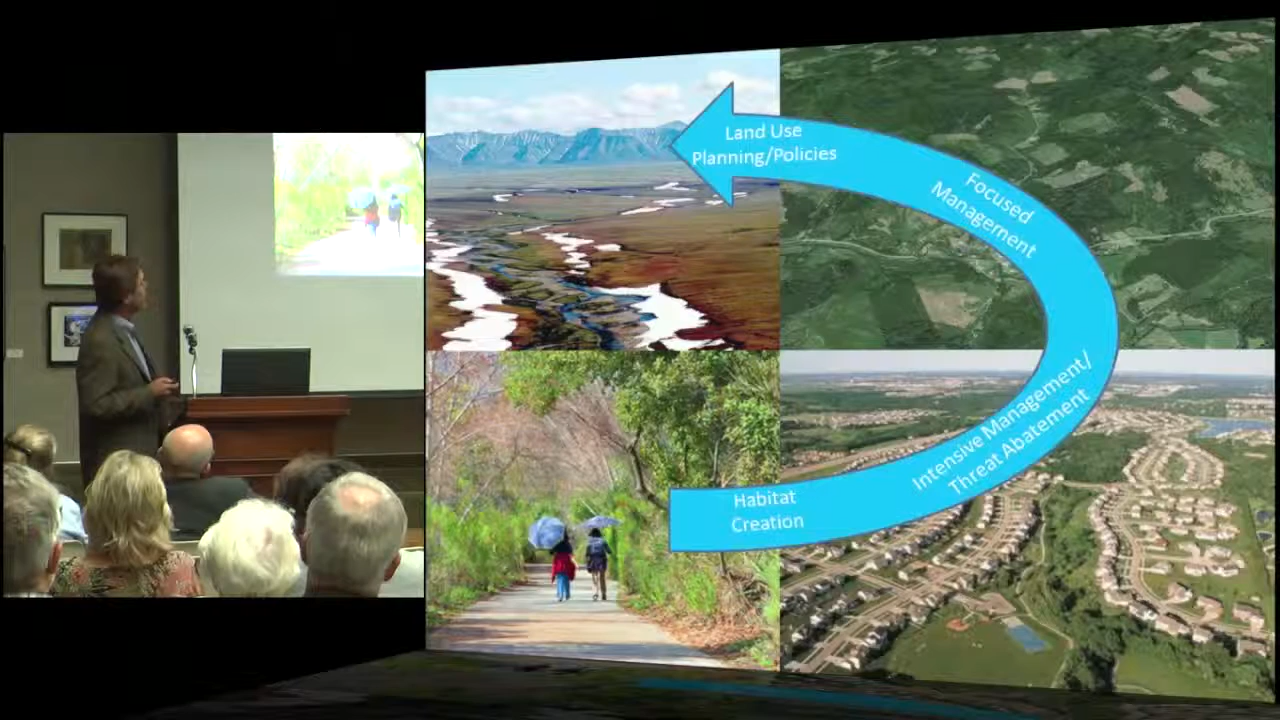 Land Use
Planning/Policies
Focused
Management
Intensive Management/
Threat Abatement
Habitat
Creation